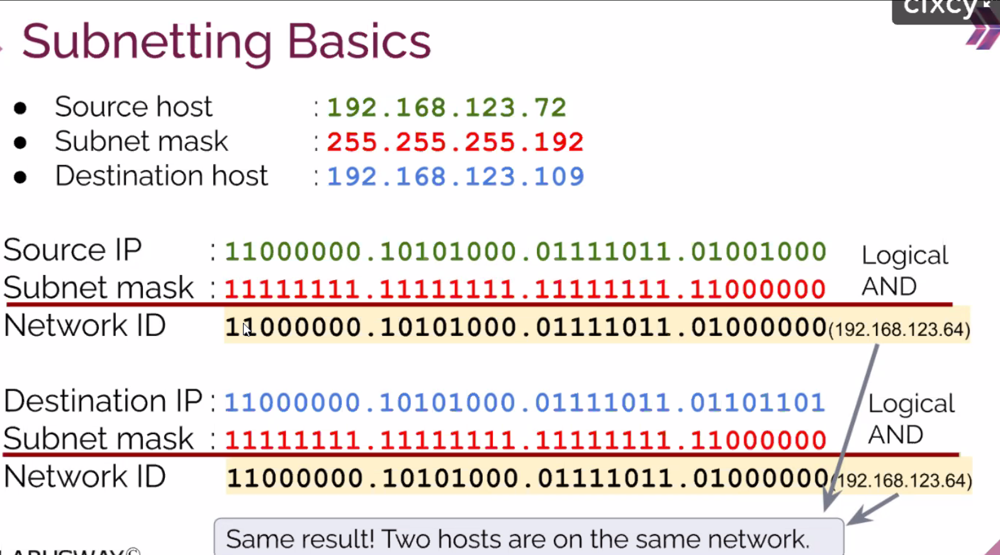 cixcy
Subnetting Basics
● Source host : 192.168.123.72
● Subnet mask : 255.255.255.192
● Destination host : 192.168.123.109
Source IP : 11000000.10101000.01111011.01001000
Logical AND
Subnet mask : 11111111.11111111.11111111.11000000
Network ID 11000000.10101000.01111011.01000000(192.168.123.64)
Destination IP : 11000000.10101000.01111011.01101101
Logical AND
Subnet mask : 11111111.11111111.11111111.11000000
Network ID 11000000.10101000.01111011.01000000(192.168.123.64)
Same result! Two hosts are on the same network.